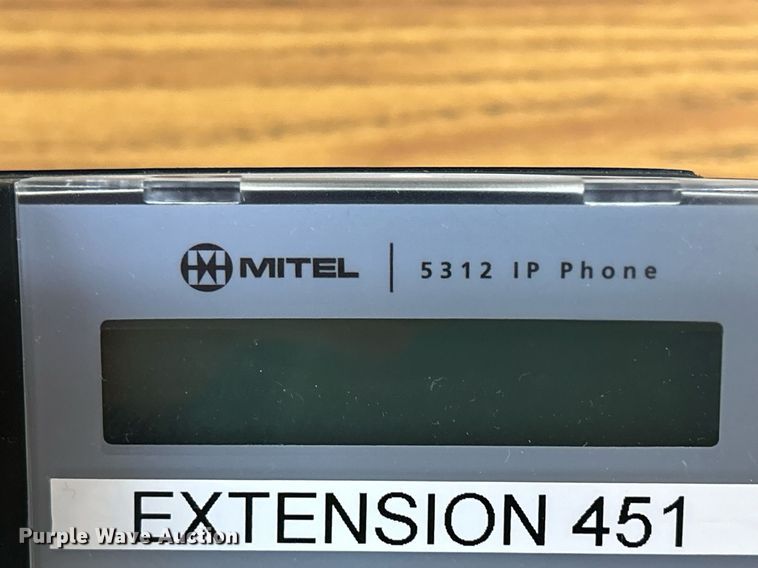 MITEL | 5312 IP Phone
EXTENSION 451
Purple Wave Auction